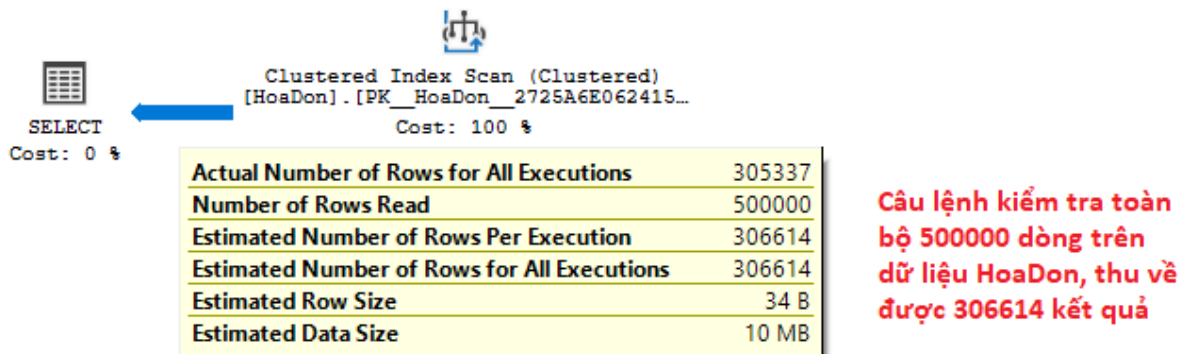 Clustered Index Scan (Clustered)
[HoaDon].[PK__HoaDon__2725A6E062415…
Cost: 100 %
SELECT
Cost: 0 %
Actual Number of Rows for All Executions 305337
Number of Rows Read 500000
Estimated Number of Rows Per Execution 306614
Estimated Number of Rows for All Executions 306614
Estimated Row Size 34 B
Estimated Data Size 10 MB
Câu lệnh kiểm tra toàn
bộ 500000 dòng trên
dữ liệu HoaDon, thu về
được 306614 kết quả